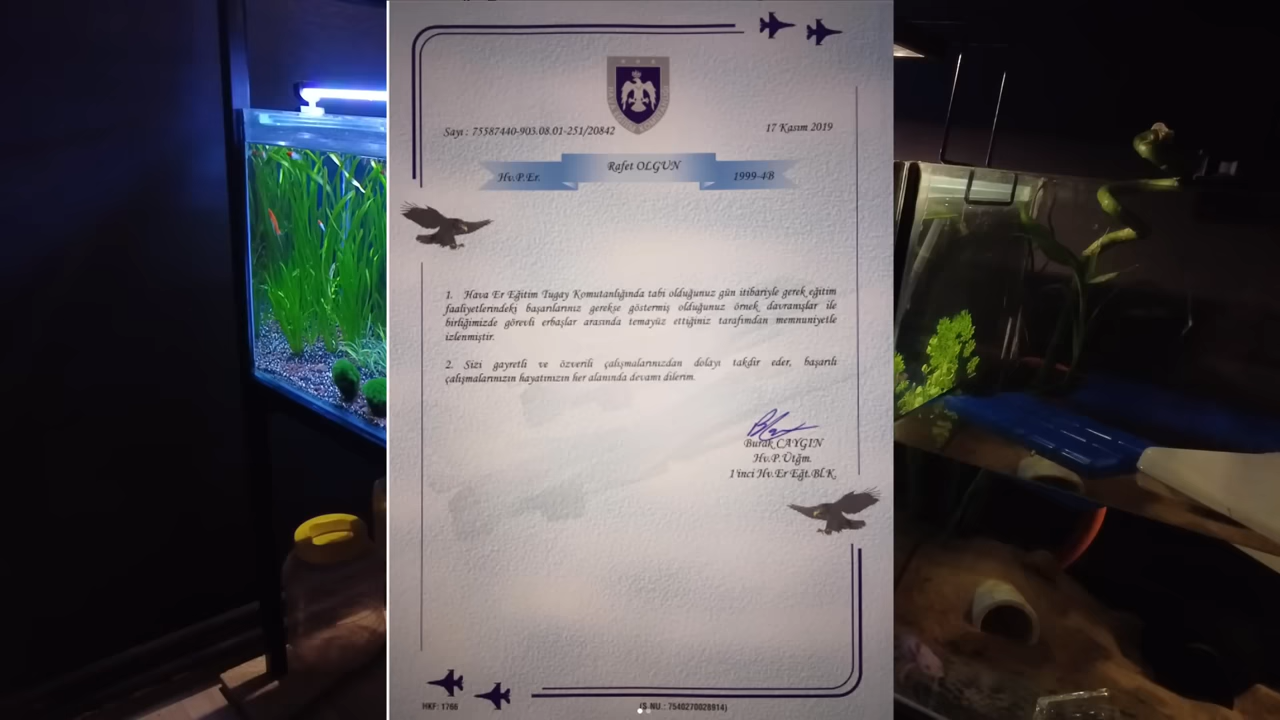 Sayı : 75587440-903.08.01-251/20842
17 Kasım 2019
Rafet OLGUN
Hv.P.Er.
1999-4B
1. Hava Er Eğitim Tugay Komutanlığında tabi olduğunuz gün itibariyle gerek eğitim
faaliyetlerindeki başarılarınız gerekse göstermiş olduğunuz örnek davranışlar ile
birliğimizde görevli erbaşlar arasında temayüz ettiğiniz tarafımdan memnuniyetle
izlenmiştir.
2. Sizi gayretli ve özverili çalışmalarınızdan dolayı takdir eder, başarılı
çalışmalarınızın hayatınızın her alanında devamı dilerim.
Burak CAYGIN
Hv.P.Ütğm.
1'inci Hv.Er Eğt.Bl.K.
HKF: 1766
(S.NU.: 7540270028914)